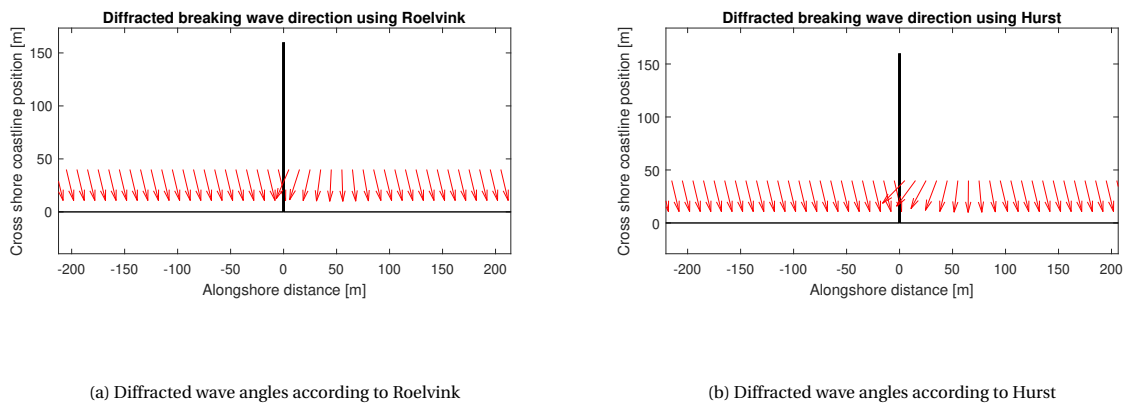 Diffracted breaking wave direction using Roelvink
Cross shore coastline position [m]
150
100
50
0
-200 -150 -100 -50 0 50 100 150 200
Alongshore distance [m]
(a) Diffracted wave angles according to Roelvink
Diffracted breaking wave direction using Hurst
Cross shore coastline position [m]
150
100
50
0
-200 -150 -100 -50 0 50 100 150 200
Alongshore distance [m]
(b) Diffracted wave angles according to Hurst